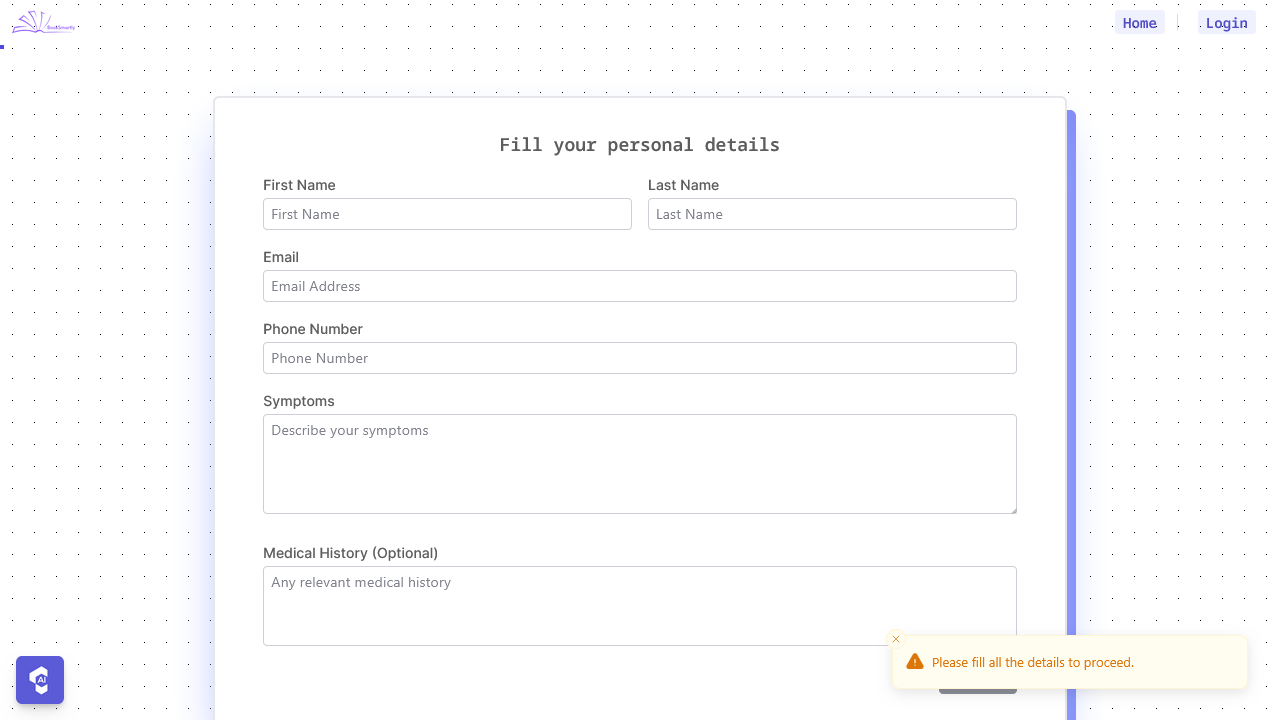 BookSmartly
Home
Login
Fill your personal details
First Name
Last Name
First Name
Last Name
Email
Email Address
Phone Number
Phone Number
Symptoms
Describe your symptoms
Medical History (Optional)
Any relevant medical history
Please fill all the details to proceed.
AI